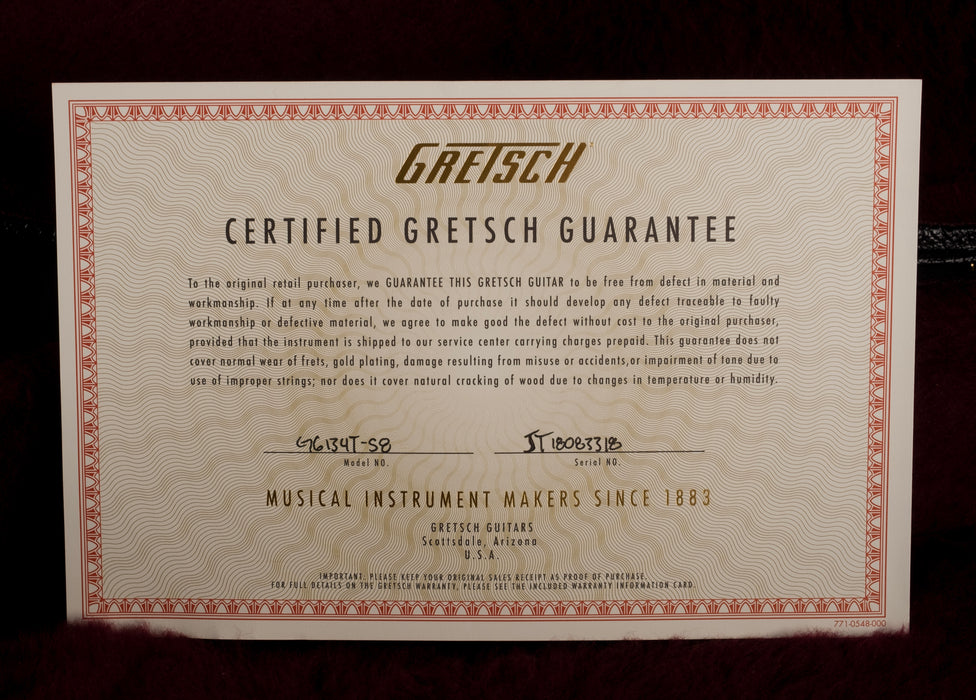 GRETSCH
CERTIFIED GRETSCH GUARANTEE
To the original retail purchaser, we GUARANTEE THIS GRETSCH GUITAR to be free from defect in material and
workmanship. If at any time after the date of purchase it should develop any defect traceable to faulty
workmanship or defective material, we agree to make good the defect without cost to the original purchaser,
provided that the instrument is shipped to our service center carrying charges prepaid. This guarantee does not
cover normal wear of frets, gold plating, damage resulting from misuse or accidents,or impairment of tone due to
use of improper strings; nor does it cover natural cracking of wood due to changes in temperature or humidity.
G6134T-58 JT18083318
Model NO. Serial NO.
MUSICAL INSTRUMENT MAKERS SINCE 1883
GRETSCH GUITARS
Scottsdale, Arizona
U.S.A.
IMPORTANT. PLEASE KEEP YOUR ORIGINAL SALES RECEIPT AS PROOF OF PURCHASE.
FOR FULL DETAILS ON THE GRETSCH WARRANTY, PLEASE SEE THE INCLUDED WARRANTY INFORMATION CARD.
771-0548-000